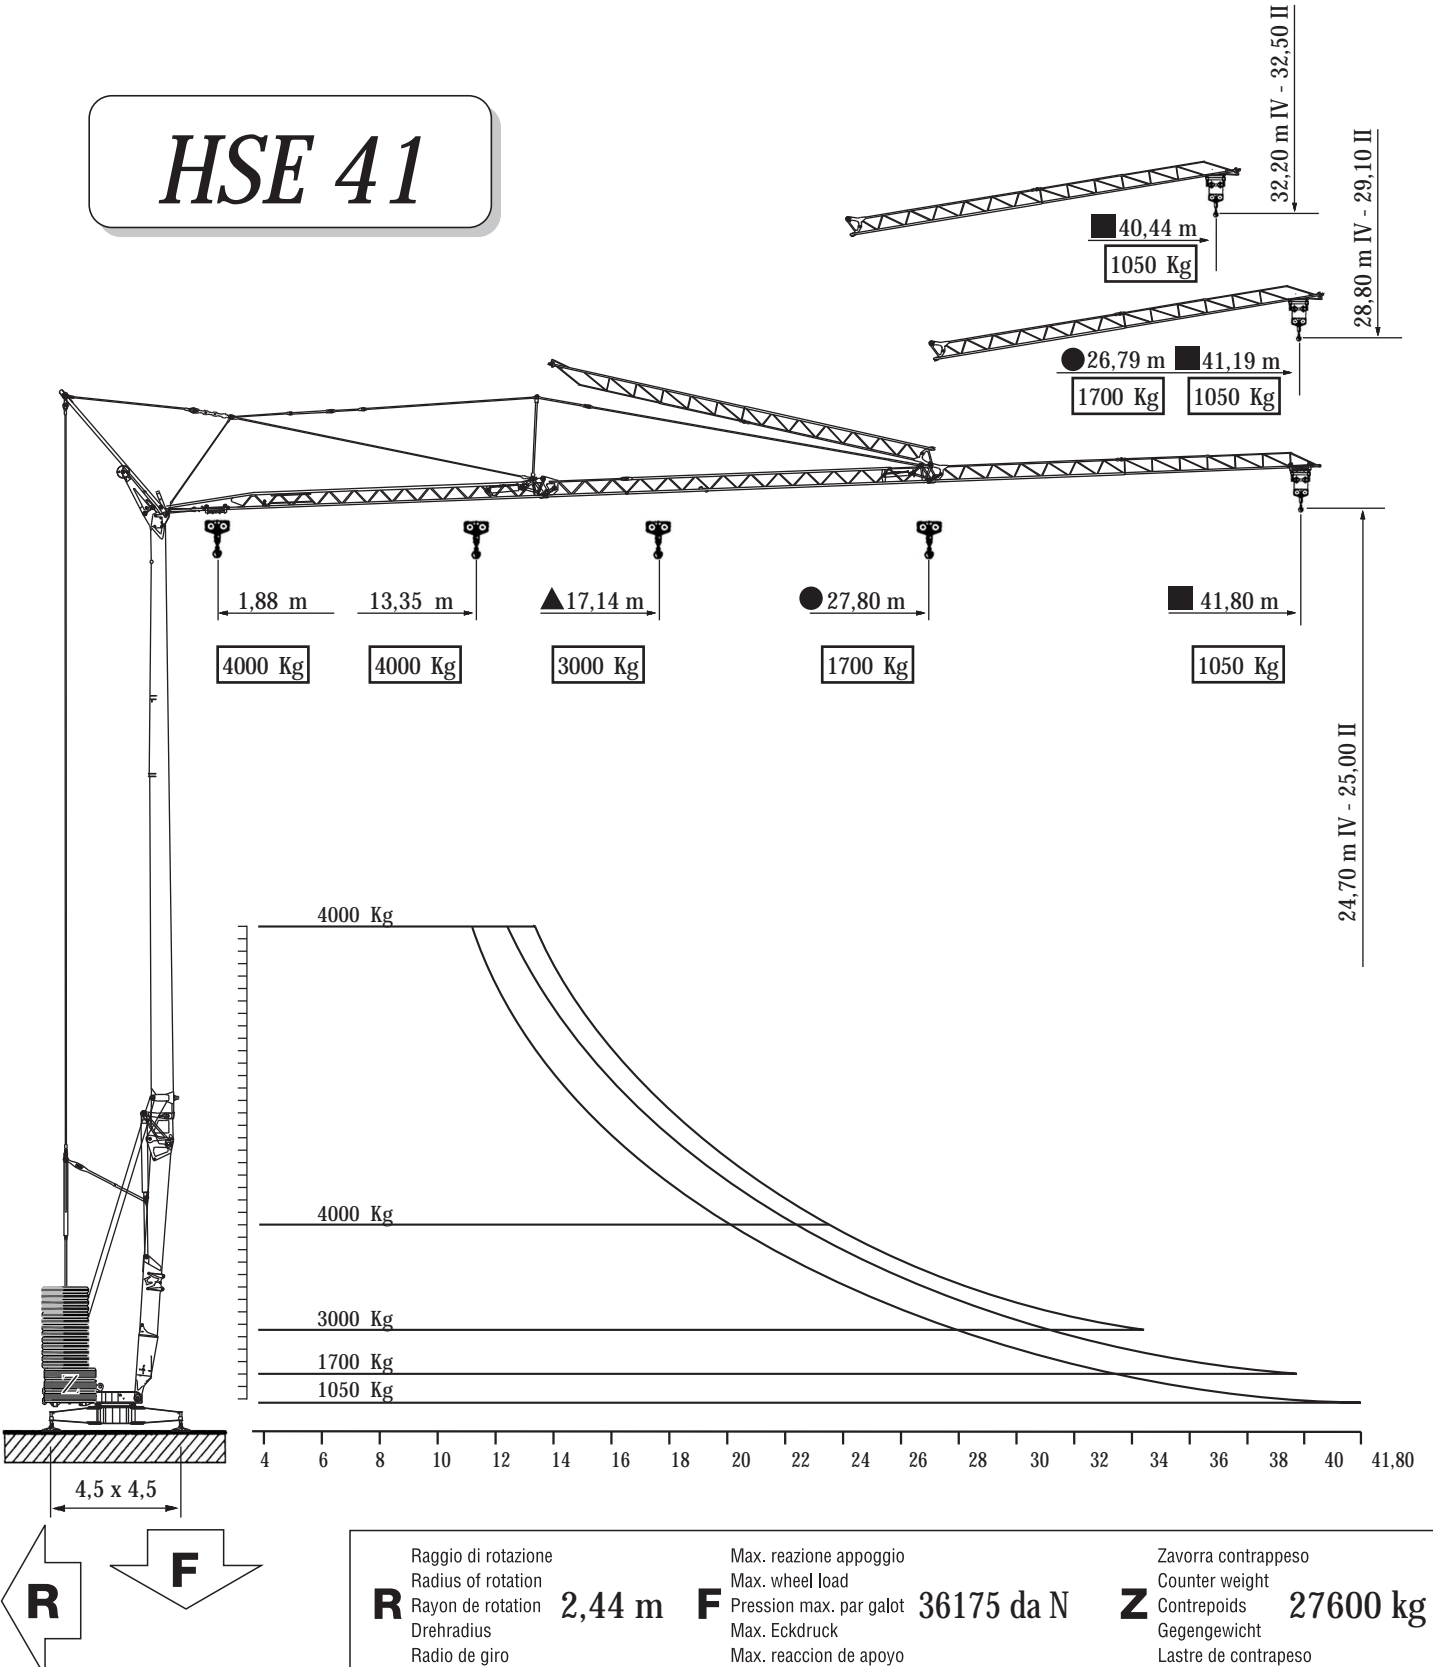 HSE 41
32,20 m IV - 32,50 II
28,80 m IV - 29,10 II
40,44 m
1050 Kg
26,79 m 41,19 m
1700 Kg 1050 Kg
1,88 m 13,35 m 17,14 m 27,80 m 41,80 m
4000 Kg 4000 Kg 3000 Kg 1700 Kg 1050 Kg
24,70 m IV - 25,00 II
4000 Kg
4000 Kg
3000 Kg
1700 Kg
1050 Kg
Z
4 6 8 10 12 14 16 18 20 22 24 26 28 30 32 34 36 38 40 41,80
4,5 x 4,5
R
F
R
Raggio di rotazione
Radius of rotation
Rayon de rotation
Drehradius
Radio de giro
2,44 m
F
Max. reazione appoggio
Max. wheel load
Pression max. par galot
Max. Eckdruck
Max. reaccion de apoyo
36175 da N
Z
Zavorra contrappeso
Counter weight
Contrepoids
Gegengewicht
Lastre de contrapeso
27600 kg